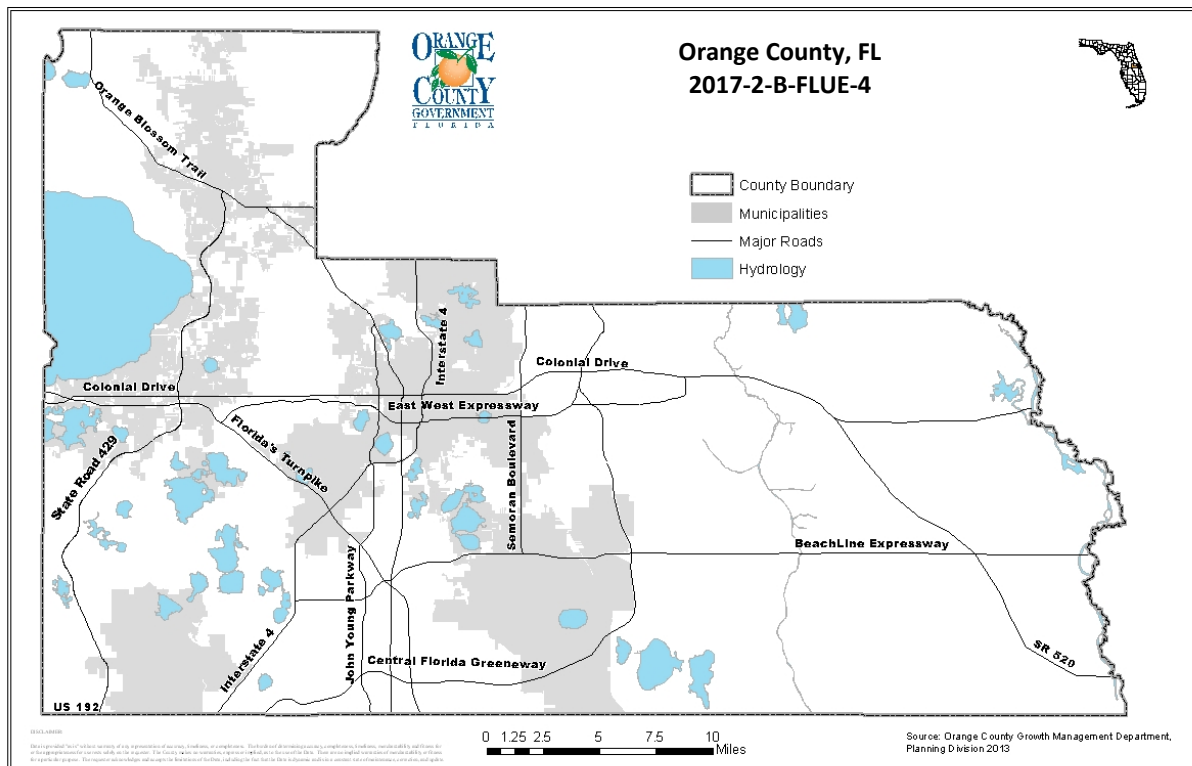 Orange County, FL
2017-2-B-FLUE-4
ORANGE
COUNTY
GOVERNMENT
FLORIDA
County Boundary
Municipalities
Major Roads
Hydrology
Orange Blossom Trail
Interstate 4
Colonial Drive
Colonial Drive
East West Expressway
Florida's Turnpike
State Road 429
Semoran Boulevard
BeachLine Expressway
John Young Parkway
Interstate 4
Central Florida Greeneway
SR 520
US 192
DISCLAIMER
0 1.25 2.5 5 7.5 10
Miles
Source: Orange County Growth Management Department,
Planning Division 2013